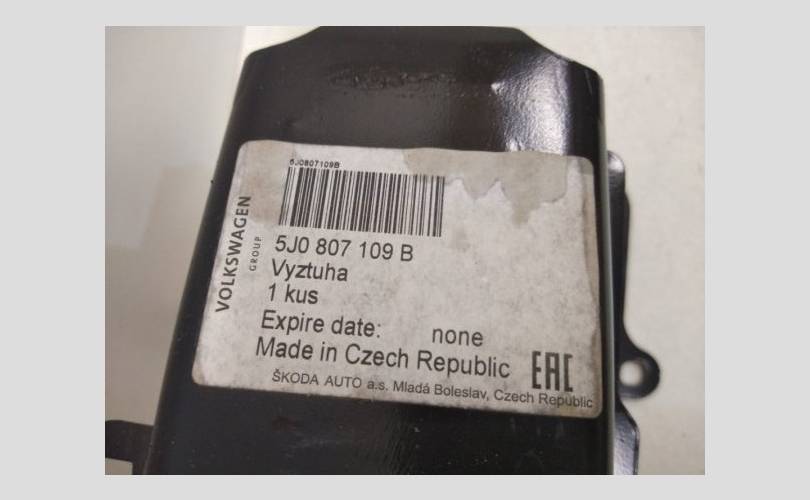 5J0807109B
VOLKSWAGEN
GROUP
5J0 807 109 B
Vyztuha
1 kus
Expire date: none
Made in Czech Republic
EAC
ŠKODA AUTO a.s. Mladá Boleslav, Czech Republic